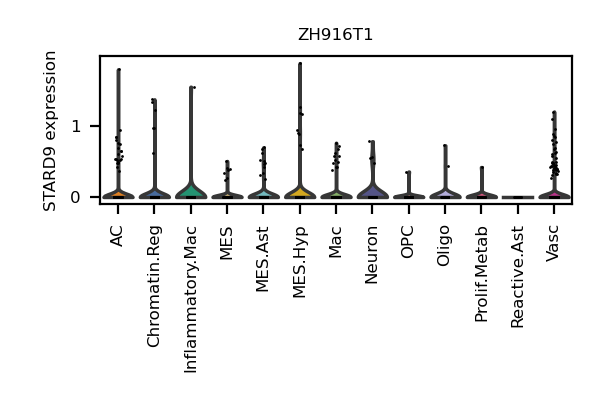 ZH916T1
STARD9 expression
1
0
AC
Chromatin.Reg
Inflammatory.Mac
MES
MES.Ast
MES.Hyp
Mac
Neuron
OPC
Oligo
Prolif.Metab
Reactive.Ast
Vasc